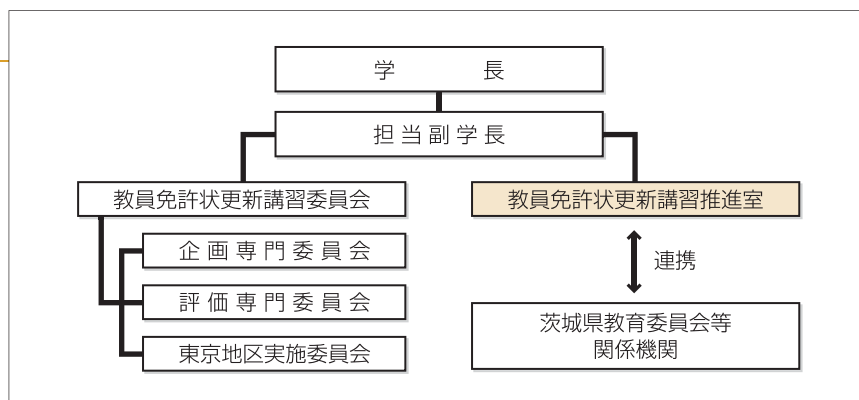 学長
担当副学長
教員免許状更新講習委員会
企画専門委員会
評価専門委員会
東京地区実施委員会
教員免許状更新講習推進室
連携
茨城県教育委員会等
関係機関